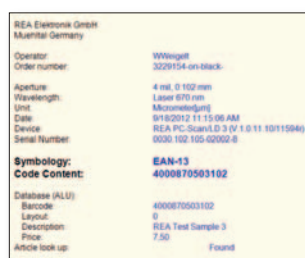 REA Elektronik GmbH
Muehltal Germany
Operator: WWeigelt
Order number: 3229154-on-black-
Aperture: 4 mil, 0.102 mm
Wavelength: Laser 670 nm
Unit: Micrometer[µm]
Date: 9/18/2012 11:15:06 AM
Device: REA PC-Scan/LD 3 (V.1.0.11.10/11594r)
Serial Number: 0030.102.105-02002-8
Symbology: EAN-13
Code Content: 4000870503102
Database (ALU):
Barcode: 4000870503102
Layout: 0
Description: REA Test Sample 3
Price: 7.50
Article look up: Found